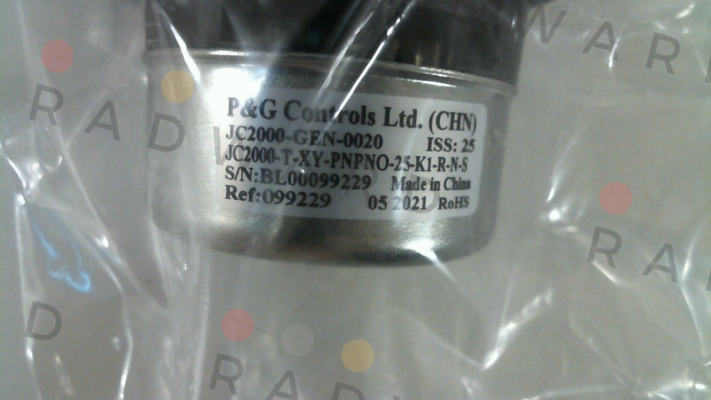 P&G Controls Ltd. (CHN)
JC2000-GEN-0020 ISS: 25
JC2000-T-XY-PNPNO-25-K1-R-N-S
S/N:BL00099229 Made in China
Ref:099229 05 2021 RoHS